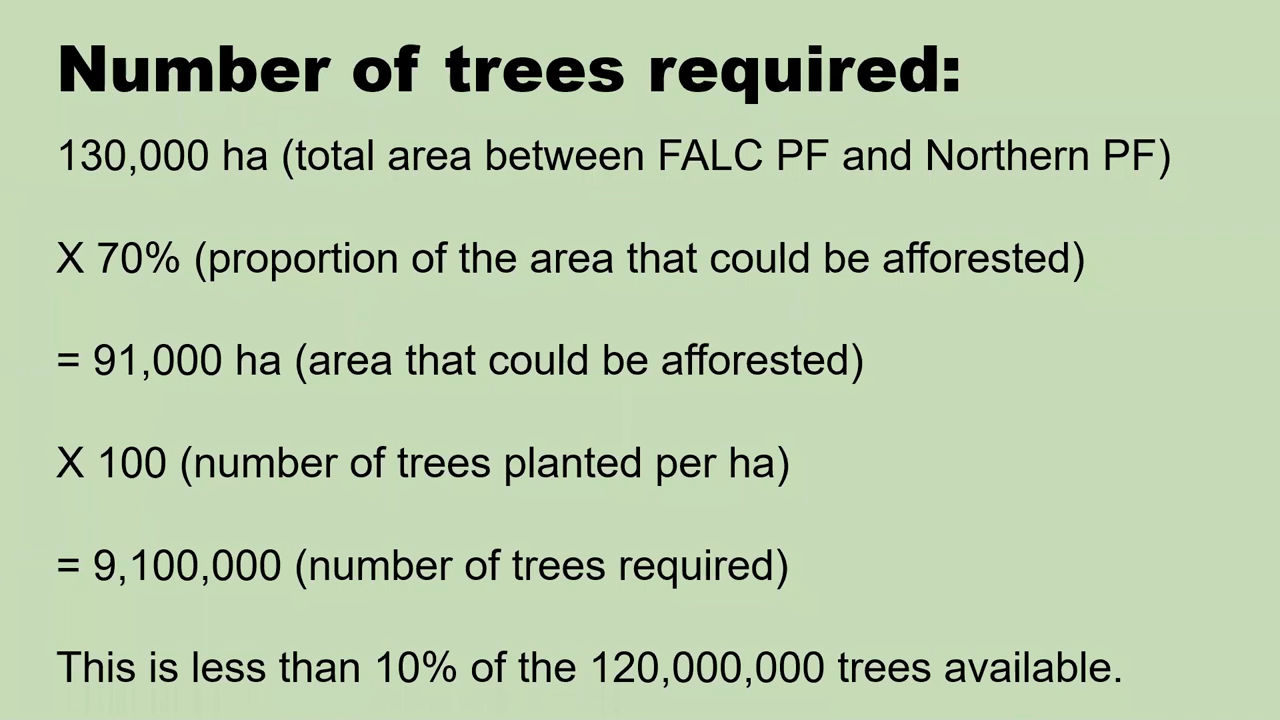 Number of trees required:
130,000 ha (total area between FALC PF and Northern PF)
X 70% (proportion of the area that could be afforested)
= 91,000 ha (area that could be afforested)
X 100 (number of trees planted per ha)
= 9,100,000 (number of trees required)
This is less than 10% of the 120,000,000 trees available.